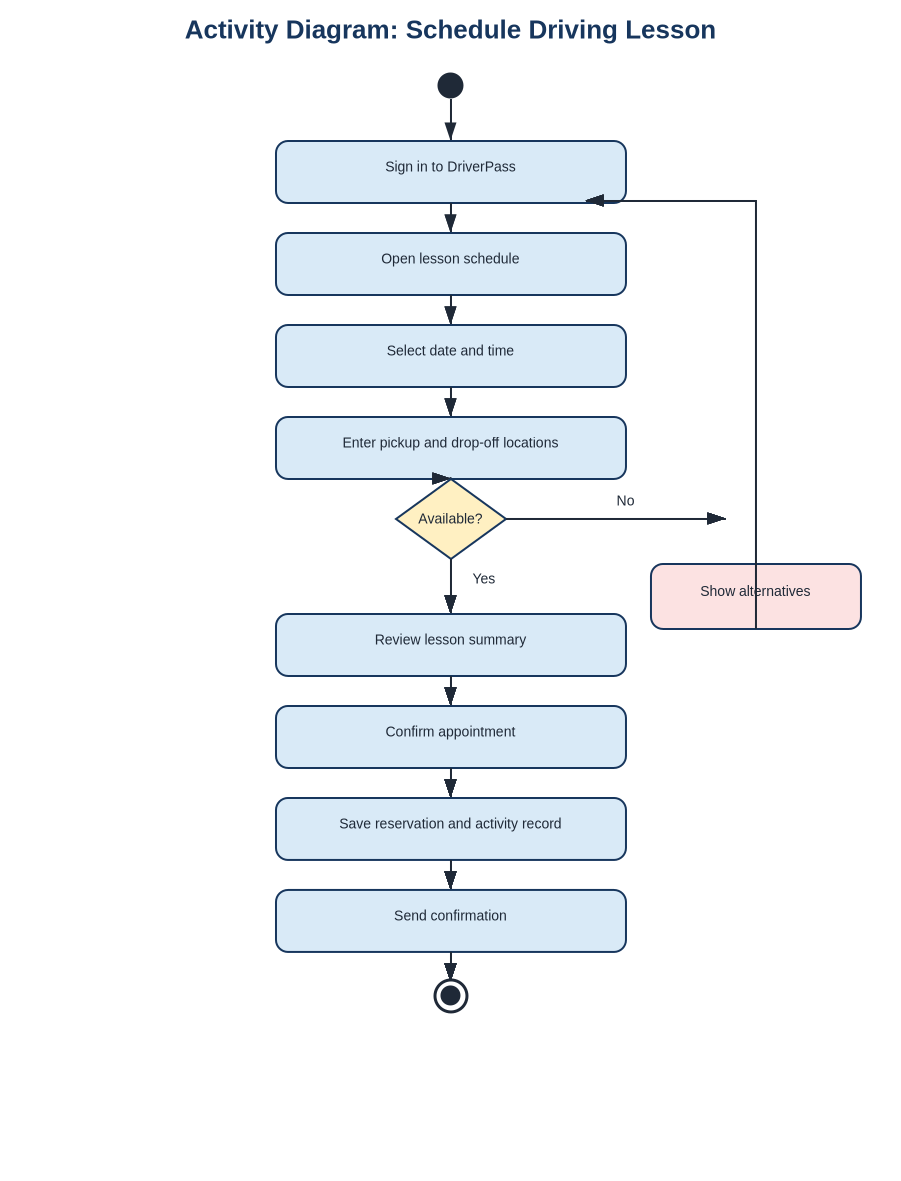 Activity Diagram: Schedule Driving Lesson
Sign in to DriverPass
Open lesson schedule
Select date and time
Enter pickup and drop-off locations
No
Available?
Yes
Show alternatives
Review lesson summary
Confirm appointment
Save reservation and activity record
Send confirmation